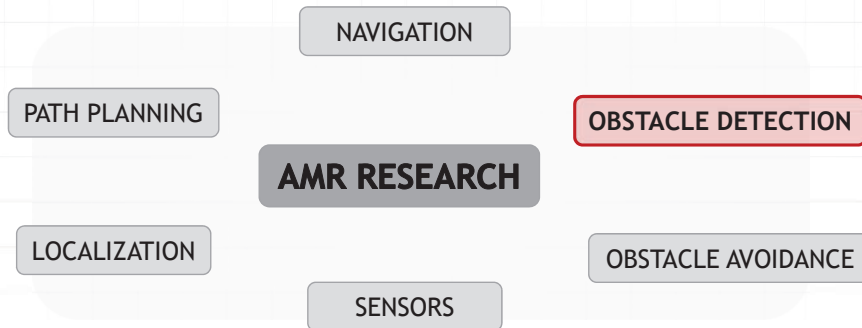 NAVIGATION
PATH PLANNING
OBSTACLE DETECTION
AMR RESEARCH
LOCALIZATION
OBSTACLE AVOIDANCE
SENSORS